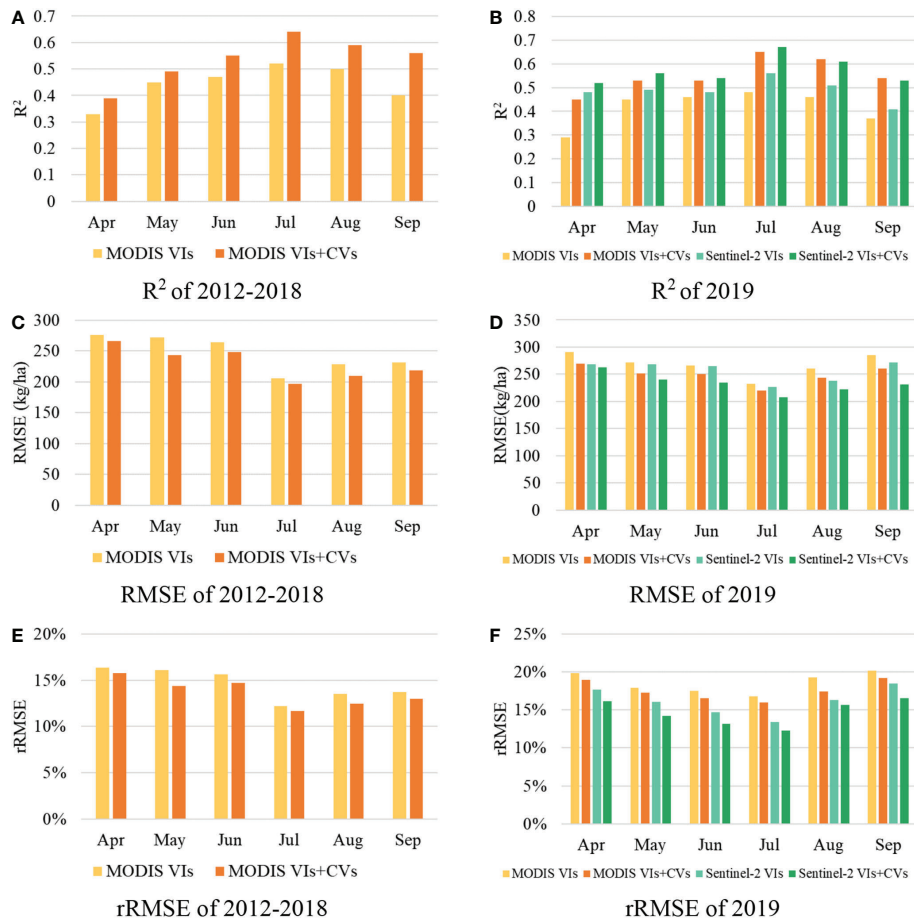 A
R²
0.7
0.6
0.5
0.4
0.3
0.2
0.1
0
Apr May Jun Jul Aug Sep
MODIS VIs MODIS VIs+CVs
R² of 2012-2018
B
R²
0.8
0.7
0.6
0.5
0.4
0.3
0.2
0.1
0
Apr May Jun Jul Aug Sep
MODIS VIs MODIS VIs+CVs Sentinel-2 VIs Sentinel-2 VIs+CVs
R² of 2019
C
RMSE (kg/ha)
300
250
200
150
100
50
0
Apr May Jun Jul Aug Sep
MODIS VIs MODIS VIs+CVs
RMSE of 2012-2018
D
RMSE(kg/ha)
350
300
250
200
150
100
50
0
Apr May Jun Jul Aug Sep
MODIS VIs MODIS VIs+CVs Sentinel-2 VIs Sentinel-2 VIs+CVs
RMSE of 2019
E
rRMSE
20%
15%
10%
5%
0%
Apr May Jun Jul Aug Sep
MODIS VIs MODIS VIs+CVs
rRMSE of 2012-2018
F
rRMSE
25%
20%
15%
10%
5%
0%
Apr May Jun Jul Aug Sep
MODIS VIs MODIS VIs+CVs Sentinel-2 VIs Sentinel-2 VIs+CVs
rRMSE of 2019